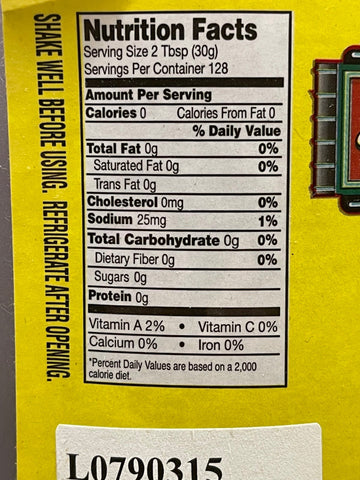 Nutrition Facts
Serving Size 2 Tbsp (30g)
Servings Per Container 128
Amount Per Serving
Calories 0 Calories From Fat 0
% Daily Value
Total Fat 0g 0%
Saturated Fat 0g 0%
Trans Fat 0g
Cholesterol 0mg 0%
Sodium 25mg 1%
Total Carbohydrate 0g 0%
Dietary Fiber 0g 0%
Sugars 0g
Protein 0g
Vitamin A 2% • Vitamin C 0%
Calcium 0% • Iron 0%
*Percent Daily Values are based on a 2,000
calorie diet.
SHAKE WELL BEFORE USING. REFRIGERATE AFTER OPENING.
L0790315